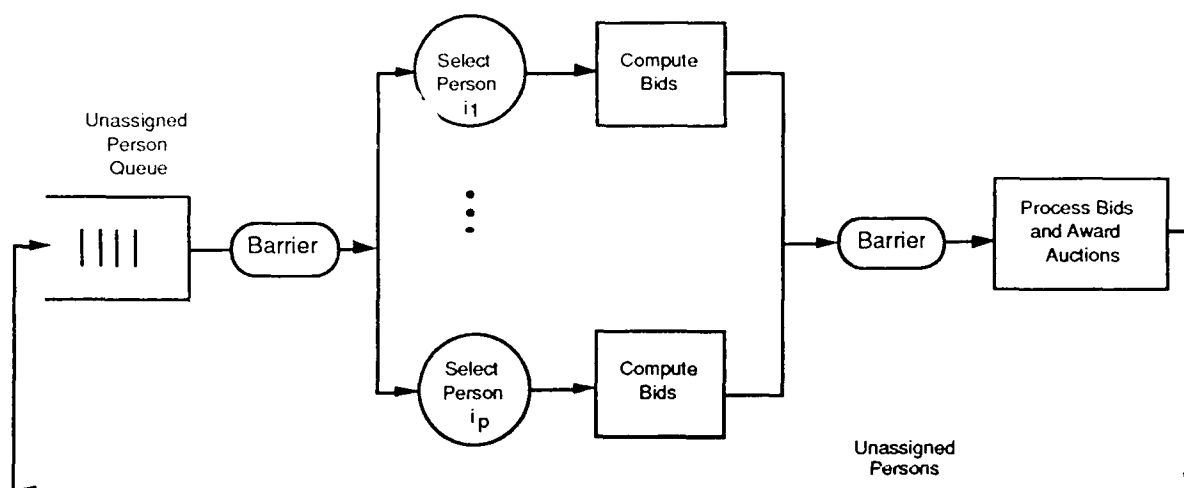 Unassigned
Person
Queue
Barrier
Select
Person
i1
Compute
Bids
Select
Person
ip
Compute
Bids
Barrier
Process Bids
and Award
Auctions
Unassigned
Persons